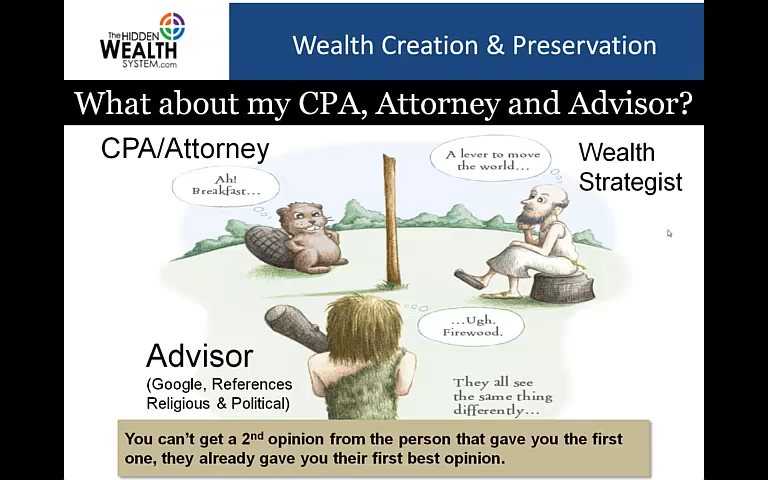 The HIDDEN
WEALTH
SYSTEM.com
Wealth Creation & Preservation
What about my CPA, Attorney and Advisor?
CPA/Attorney
Ah!
Breakfast...
A lever to move
the world...
Wealth
Strategist
...Ugh.
Firewood.
Advisor
(Google, References
Religious & Political)
They all see
the same thing
differently...
You can't get a 2nd opinion from the person that gave you the first
one, they already gave you their first best opinion.